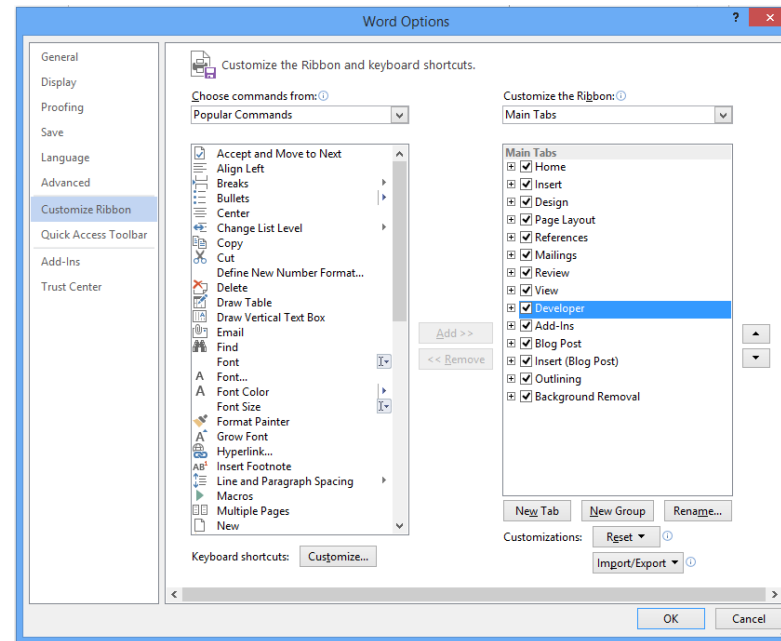 Word Options
?
×
General
Display
Proofing
Save
Language
Advanced
Customize Ribbon
Quick Access Toolbar
Add-Ins
Trust Center
Customize the Ribbon and keyboard shortcuts.
Choose commands from:
Popular Commands
Accept and Move to Next
Align Left
Breaks
Bullets
Center
Change List Level
Copy
Cut
Define New Number Format...
Delete
Draw Table
Draw Vertical Text Box
Email
Find
Font
A Font...
A Font Color
Font Size
Format Painter
A Grow Font
Hyperlink...
AB¹ Insert Footnote
Line and Paragraph Spacing
Macros
Multiple Pages
New
Keyboard shortcuts: Customize...
Add >>
<< Remove
Customize the Ribbon:
Main Tabs
Main Tabs
Home
Insert
Design
Page Layout
References
Mailings
Review
View
Developer
Add-Ins
Blog Post
Insert (Blog Post)
Outlining
Background Removal
New Tab New Group Rename...
Customizations: Reset
Import/Export
OK Cancel